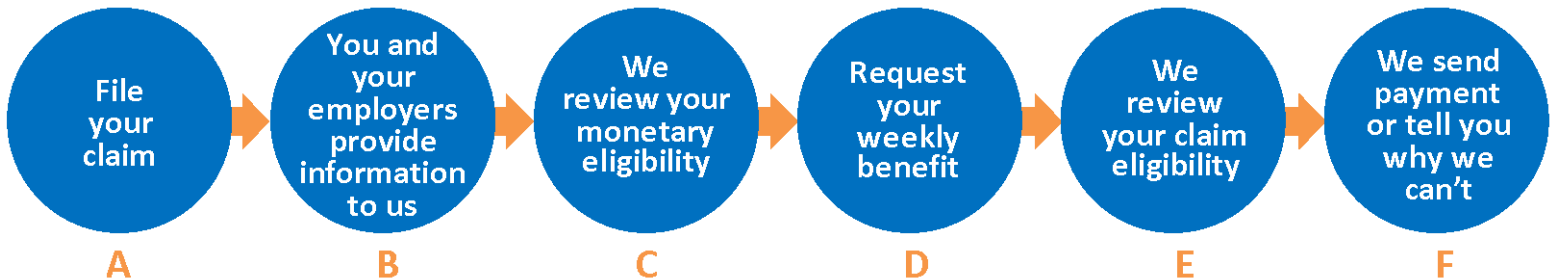 File
your
claim
You and
your
employers
provide
information
to us
We
review your
monetary
eligibility
Request
your
weekly
benefit
We
review
your claim
eligibility
We send
payment
or tell you
why we
can't
A
B
C
D
E
F